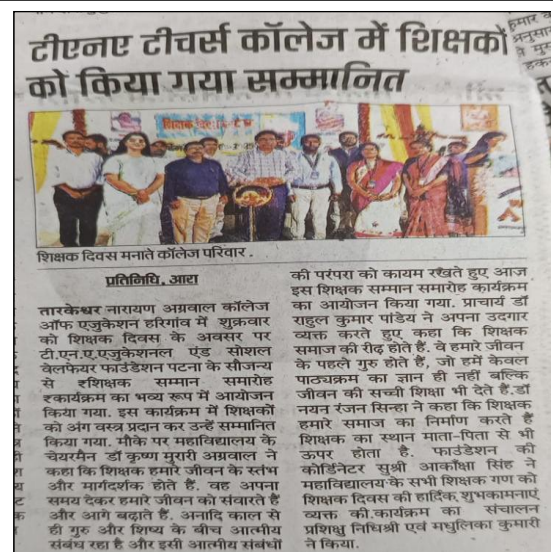 टीएनए टीचर्स कॉलेज में शिक्षकों
को किया गया सम्मानित
शिक्षक दिवस मनाते कॉलेज परिवार .
प्रतिनिधि, आरा
तारकेश्वर नारायण अग्रवाल कॉलेज
ऑफ एजुकेशन हरिगांव में शुक्रवार
को शिक्षक दिवस के अवसर पर
टी.एन.ए.एजुकेशनल एंड सोशल
वेलफेयर फाउंडेशन पटना के सौजन्य
से रशिक्षक सम्मान समारोह
रकार्यक्रम का भव्य रूप में आयोजन
किया गया. इस कार्यक्रम में शिक्षकों
को अंग वस्त्र प्रदान कर उन्हें सम्मानित
किया गया. मौके पर महाविद्यालय के
चेयरमैन डॉ कृष्ण मुरारी अग्रवाल ने
कहा कि शिक्षक हमारे जीवन के स्तंभ
और मार्गदर्शक होते हैं. वह अपना
समय देकर हमारे जीवन को संवारते हैं
और आगे बढ़ाते हैं. अनादि काल से
ही गुरु और शिष्य के बीच आत्मीय
संबंध रहा है और इसी आत्मीय संबंधों
की परंपरा को कायम रखते हुए आज
इस शिक्षक सम्मान समारोह कार्यक्रम
का आयोजन किया गया. प्राचार्य डॉ
राहुल कुमार पांडेय ने अपना उदगार
व्यक्त करते हुए कहा कि शिक्षक
समाज की रीढ़ होते हैं. वे हमारे जीवन
के पहले गुरु होते हैं, जो हमें केवल
पाठ्यक्रम का ज्ञान ही नहीं बल्कि
जीवन की सच्ची शिक्षा भी देते हैं.डॉ
नयन रंजन सिन्हा ने कहा कि शिक्षक
हमारे समाज का निर्माण करते हैं
शिक्षक का स्थान माता-पिता से भी
ऊपर होता है. फाउंडेशन की
कोर्डिनेटर सुश्री आकाँक्षा सिंह ने
महाविद्यालय के सभी शिक्षक गण को
शिक्षक दिवस की हार्दिक शुभकामनाएं
व्यक्त की.कार्यक्रम का संचालन
प्रशिक्षु निधिश्री एवं मधुलिका कुमारी
ने किया.